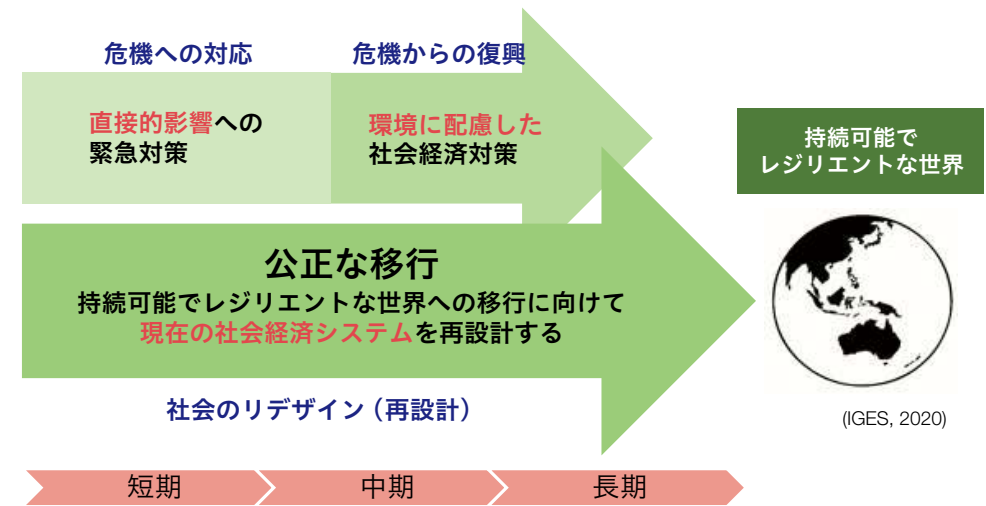 危機への対応
危機からの復興
直接的影響への
緊急対策
環境に配慮した
社会経済対策
持続可能で
レジリエントな世界
公正な移行
持続可能でレジリエントな世界への移行に向けて
現在の社会経済システムを再設計する
社会のリデザイン（再設計）
(IGES, 2020)
短期
中期
長期